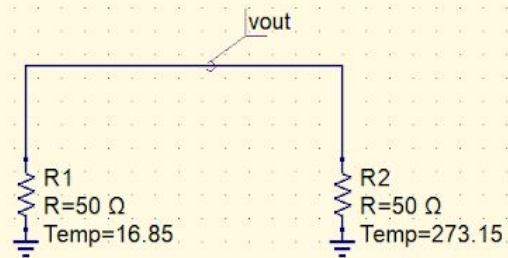 vout
R1
R=50 Ω
Temp=16.85
R2
R=50 Ω
Temp=273.15